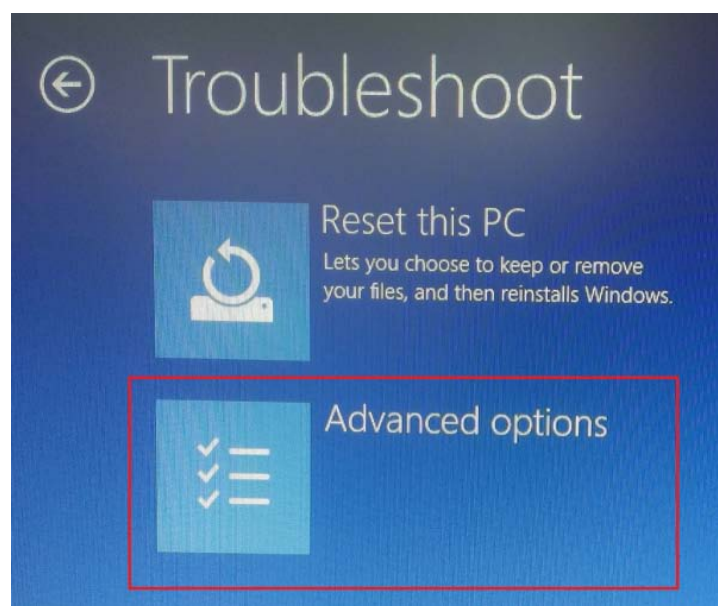 Troubleshoot
Reset this PC
Lets you choose to keep or remove
your files, and then reinstalls Windows.
Advanced options